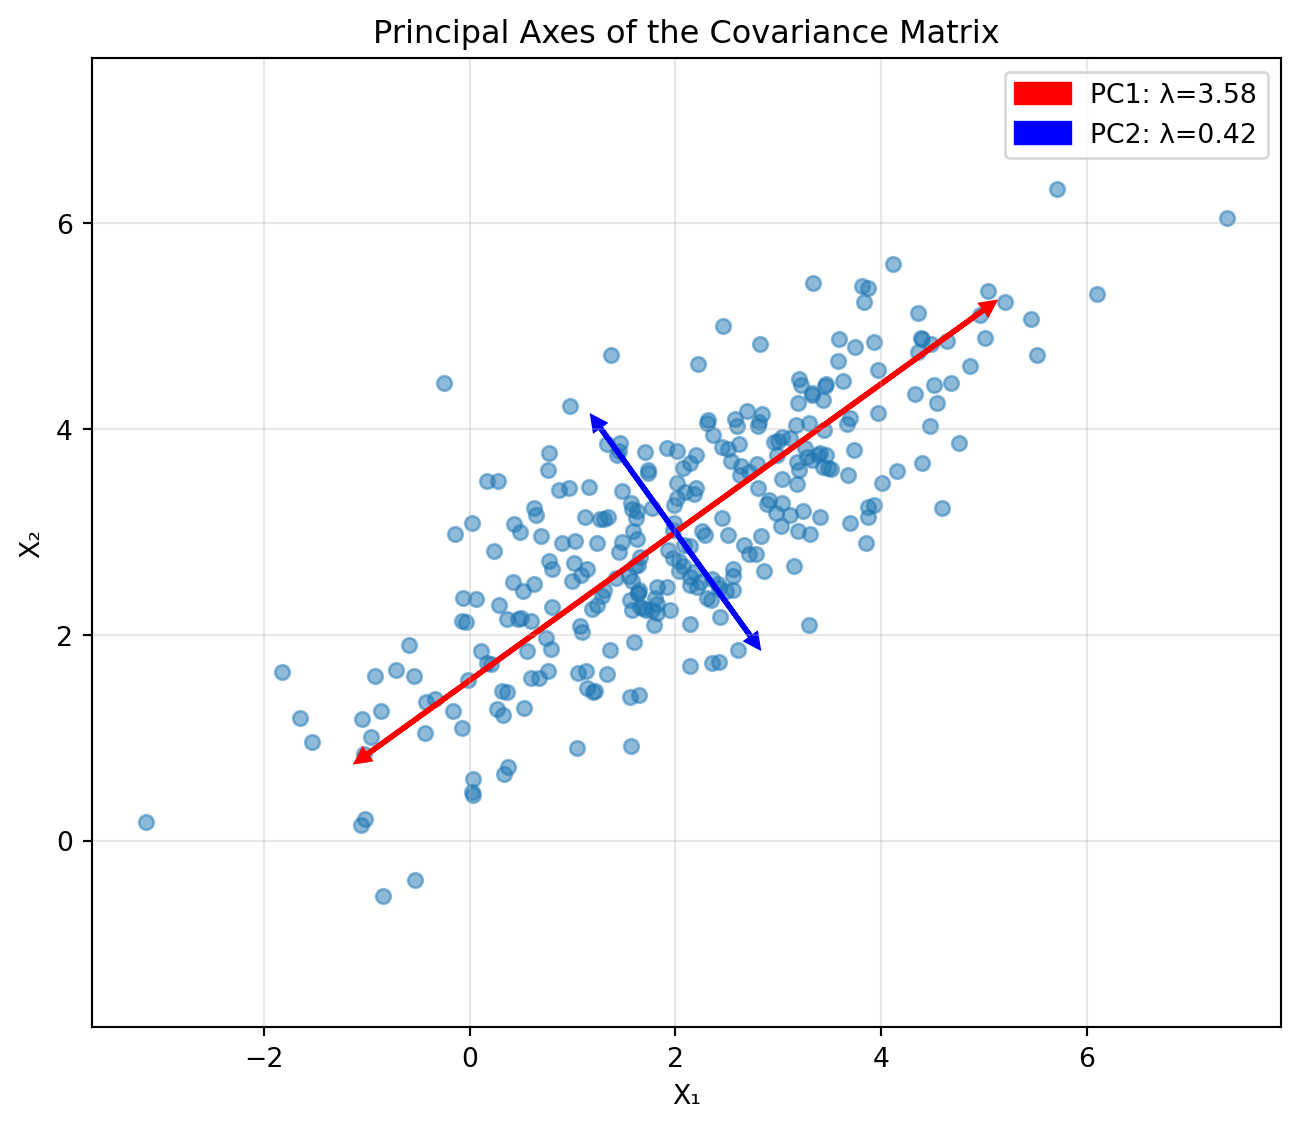 Principal Axes of the Covariance Matrix
PC1: λ=3.58
PC2: λ=0.42
6
4
2
0
X₂
−2 0 2 4 6
X₁